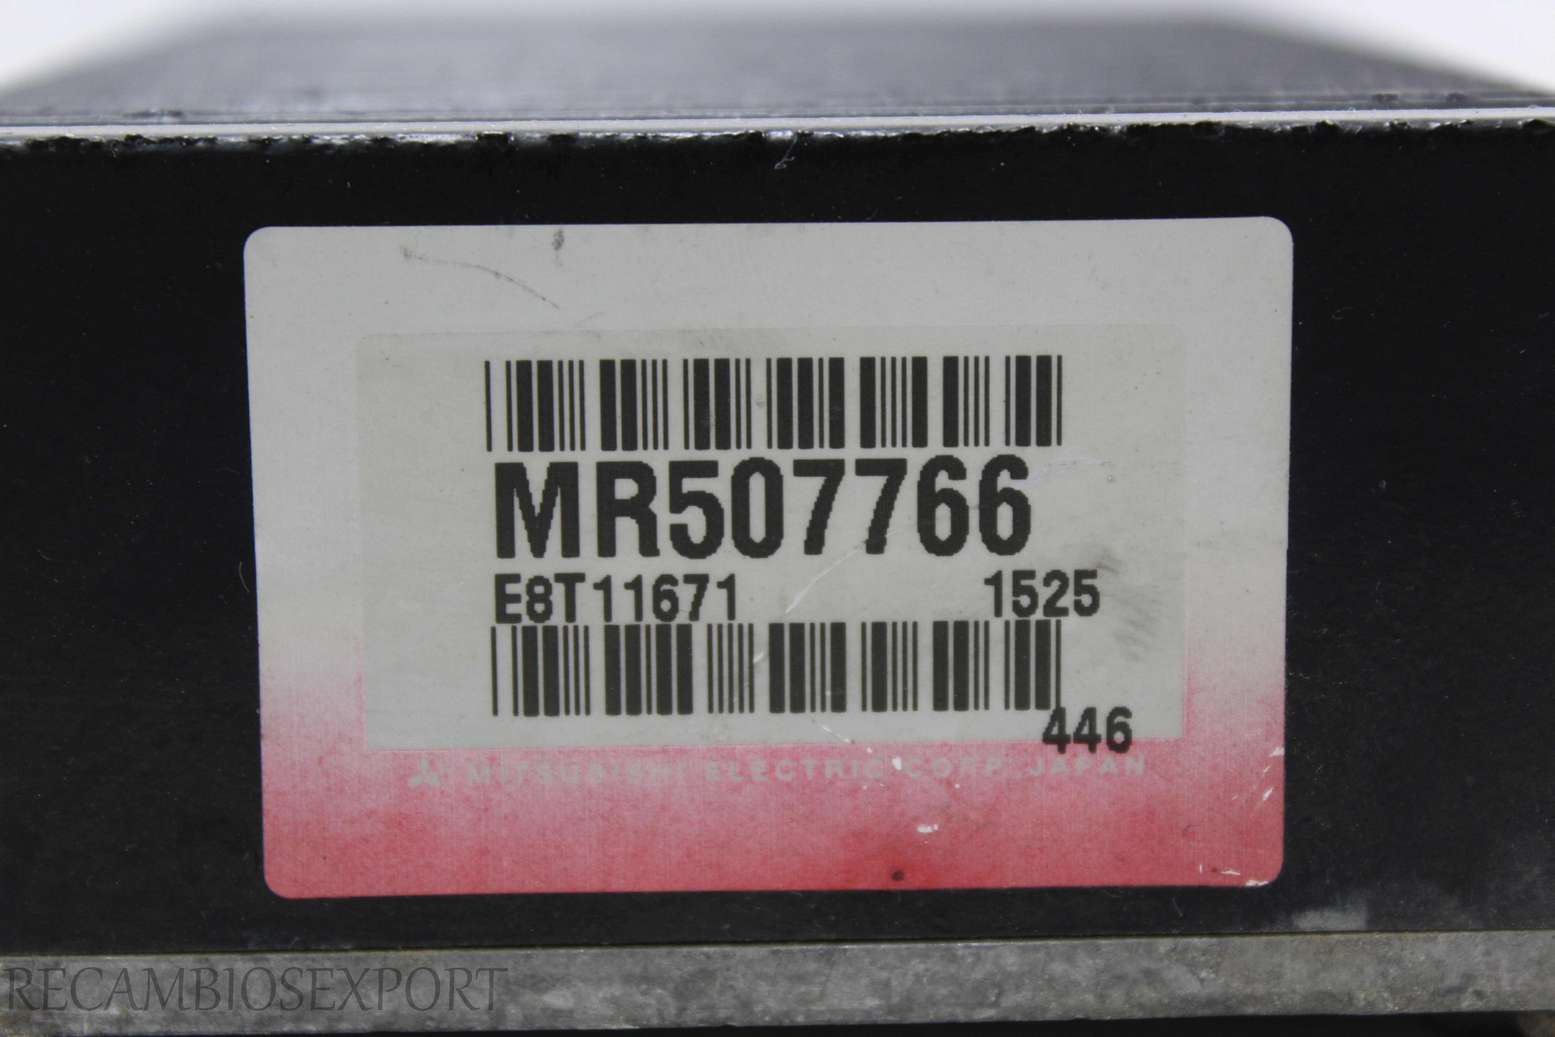 MR507766
E8T11671 1525
446
MITSUBISHI ELECTRIC CORP. JAPAN
RECAMBIOSEXPORT